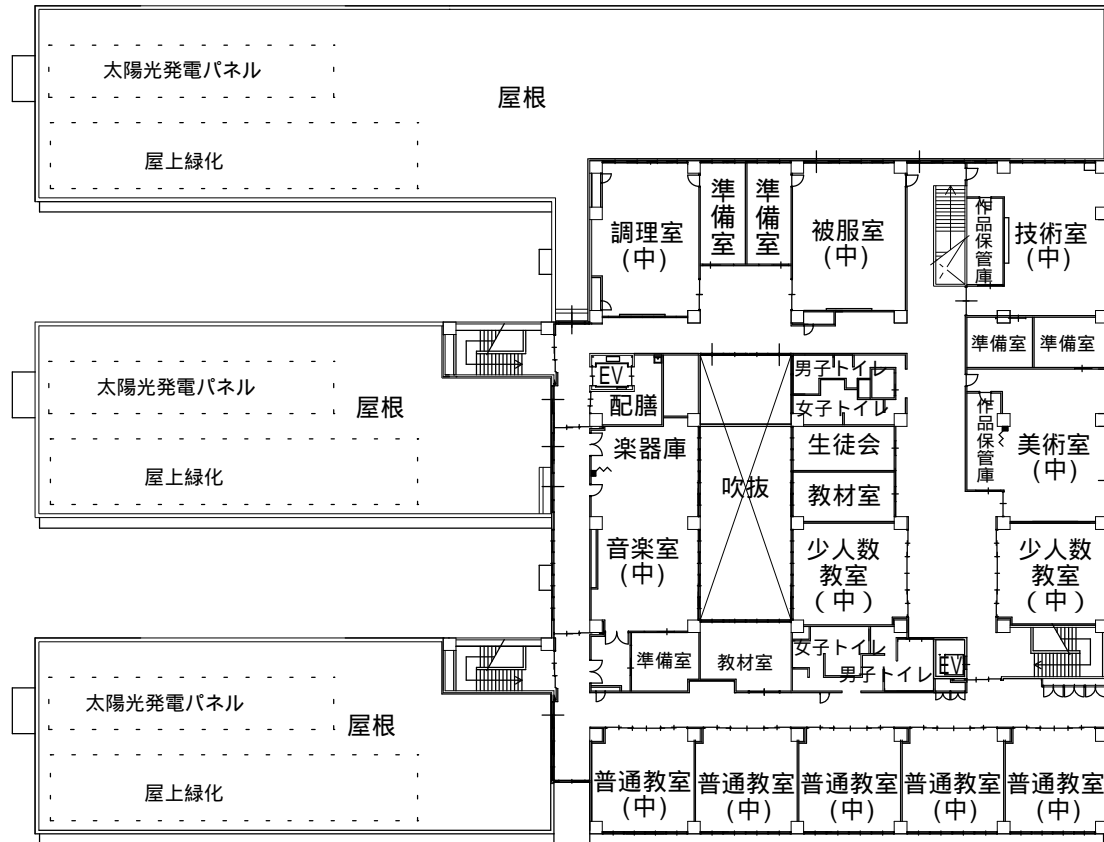 太陽光発電パネル
屋根
屋上緑化
調理室
(中)
準備室
準備室
被服室
(中)
作品保管庫
技術室
(中)
準備室
準備室
太陽光発電パネル
屋根
屋上緑化
EV
配膳
男子トイレ
女子トイレ
楽器庫
吹抜
生徒会
教材室
作品保管庫
美術室
(中)
音楽室
(中)
少人数
教室
(中)
少人数
教室
(中)
準備室
教材室
女子トイレ
男子トイレ
EV
太陽光発電パネル
屋根
屋上緑化
普通教室
(中)
普通教室
(中)
普通教室
(中)
普通教室
(中)
普通教室
(中)